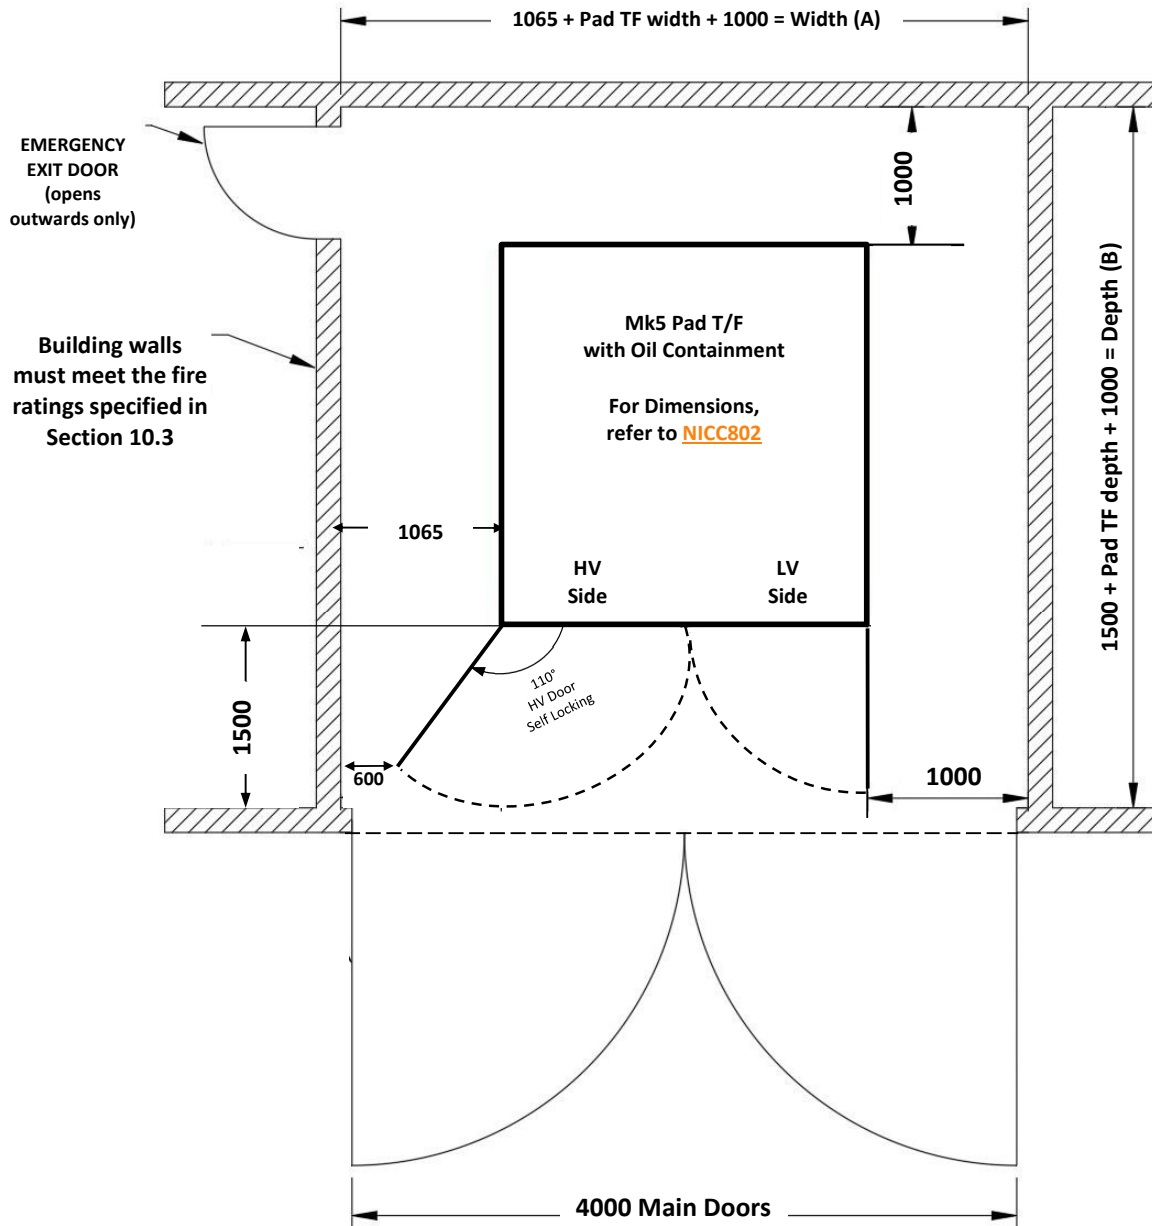 1065 + Pad TF width + 1000 = Width (A)
EMERGENCY
EXIT DOOR
(opens
outwards only)
1000
1500 + Pad TF depth + 1000 = Depth (B)
Mk5 Pad T/F
with Oil Containment
For Dimensions,
refer to NICC802
Building walls
must meet the fire
ratings specified in
Section 10.3
1065
HV
Side
LV
Side
110°
HV Door
Self Locking
1500
600
1000
4000 Main Doors